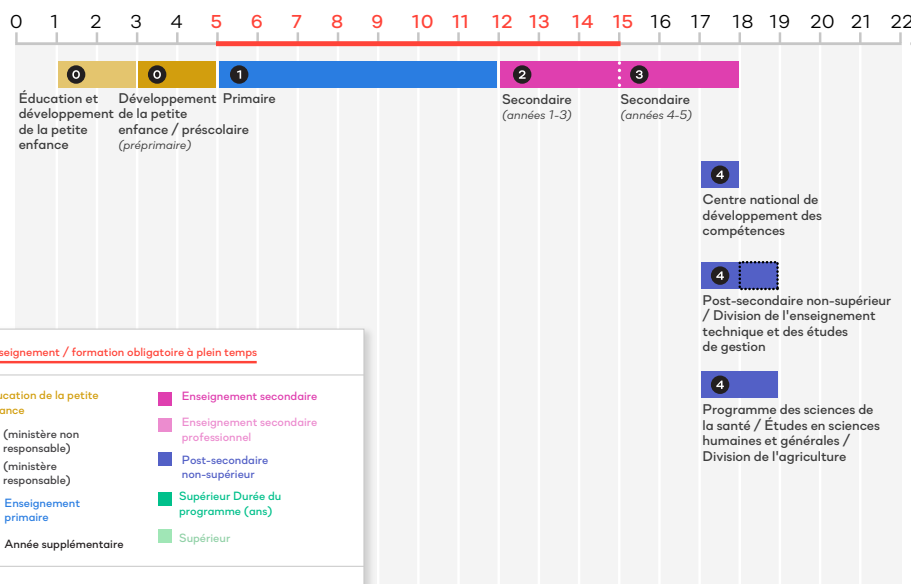 0 1 2 3 4 5 6 7 8 9 10 11 12 13 14 15 16 17 18 19 20 21 22
0 0 1 2 3
Éducation et
développement
de la petite
enfance
Développement
de la petite
enfance / préscolaire
(préprimaire)
Primaire
Secondaire
(années 1-3)
Secondaire
(années 4-5)
4
Centre national de
développement des
compétences
4
Post-secondaire non-supérieur
/ Division de l'enseignement
technique et des études
de gestion
4
Programme des sciences de
la santé / Études en sciences
humaines et générales /
Division de l'agriculture
seignement / formation obligatoire à plein temps
ucation de la petite
ance
(ministère non
responsable)
(ministère
responsable)
Enseignement
primaire
Année supplémentaire
Enseignement secondaire
Enseignement secondaire
professionnel
Post-secondaire
non-supérieur
Supérieur Durée du
programme (ans)
Supérieur